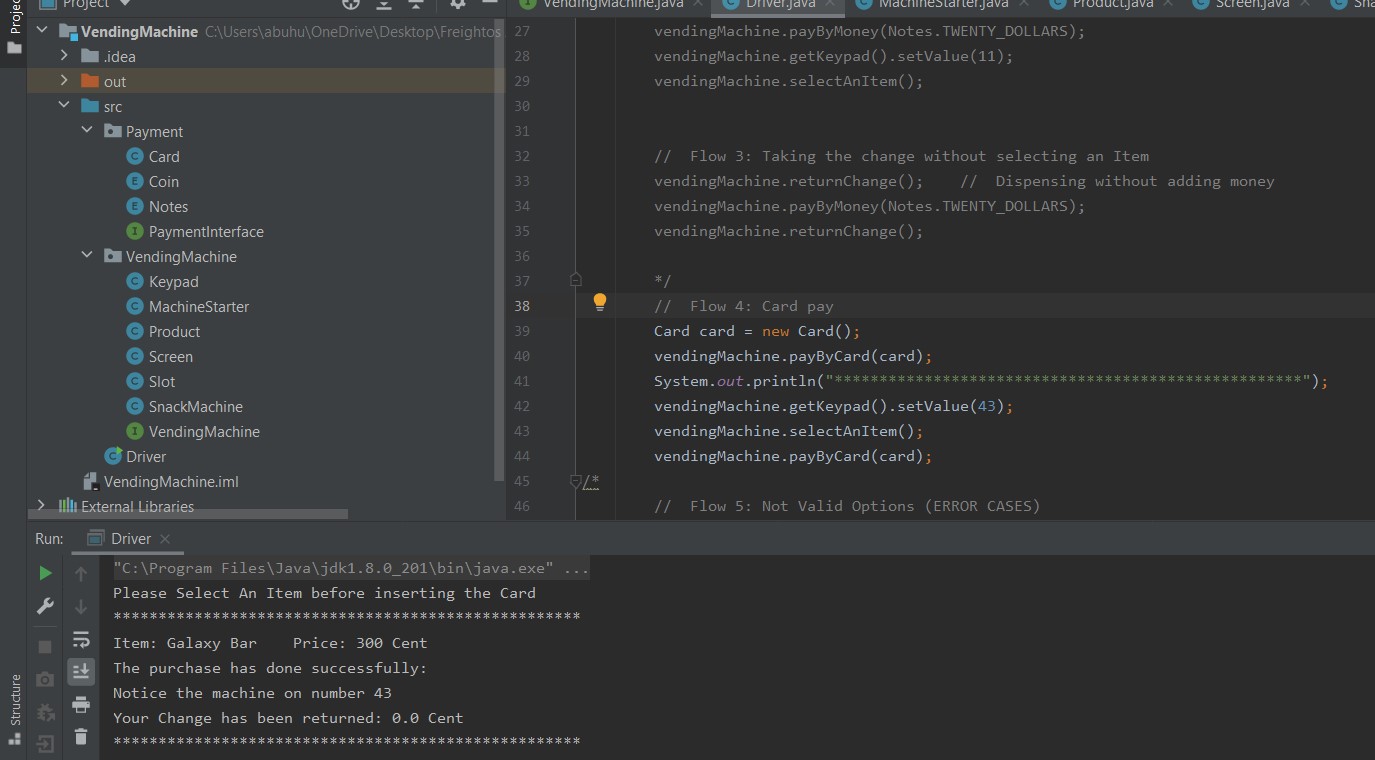 Project
VendingMachine.java
Driver.java
MachineStarter.java
Product.java
Screen.java
VendingMachine C:\Users\abuhu\OneDrive\Desktop\Freightos
.idea
out
src
Payment
Card
Coin
Notes
PaymentInterface
VendingMachine
Keypad
MachineStarter
Product
Screen
Slot
SnackMachine
VendingMachine
Driver
VendingMachine.iml
External Libraries
27 vendingMachine.payByMoney(Notes.TWENTY_DOLLARS);
28 vendingMachine.getKeypad().setValue(11);
29 vendingMachine.selectAnItem();
30
31
32 // Flow 3: Taking the change without selecting an Item
33 vendingMachine.returnChange(); // Dispensing without adding money
34 vendingMachine.payByMoney(Notes.TWENTY_DOLLARS);
35 vendingMachine.returnChange();
36
37 */
38 // Flow 4: Card pay
39 Card card = new Card();
40 vendingMachine.payByCard(card);
41 System.out.println("****************************************************");
42 vendingMachine.getKeypad().setValue(43);
43 vendingMachine.selectAnItem();
44 vendingMachine.payByCard(card);
45 /*
46 // Flow 5: Not Valid Options (ERROR CASES)
Run: Driver
"C:\Program Files\Java\jdk1.8.0_201\bin\java.exe" ...
Please Select An Item before inserting the Card
****************************************************
Item: Galaxy Bar    Price: 300 Cent
The purchase has done successfully:
Notice the machine on number 43
Your Change has been returned: 0.0 Cent
****************************************************
Structure